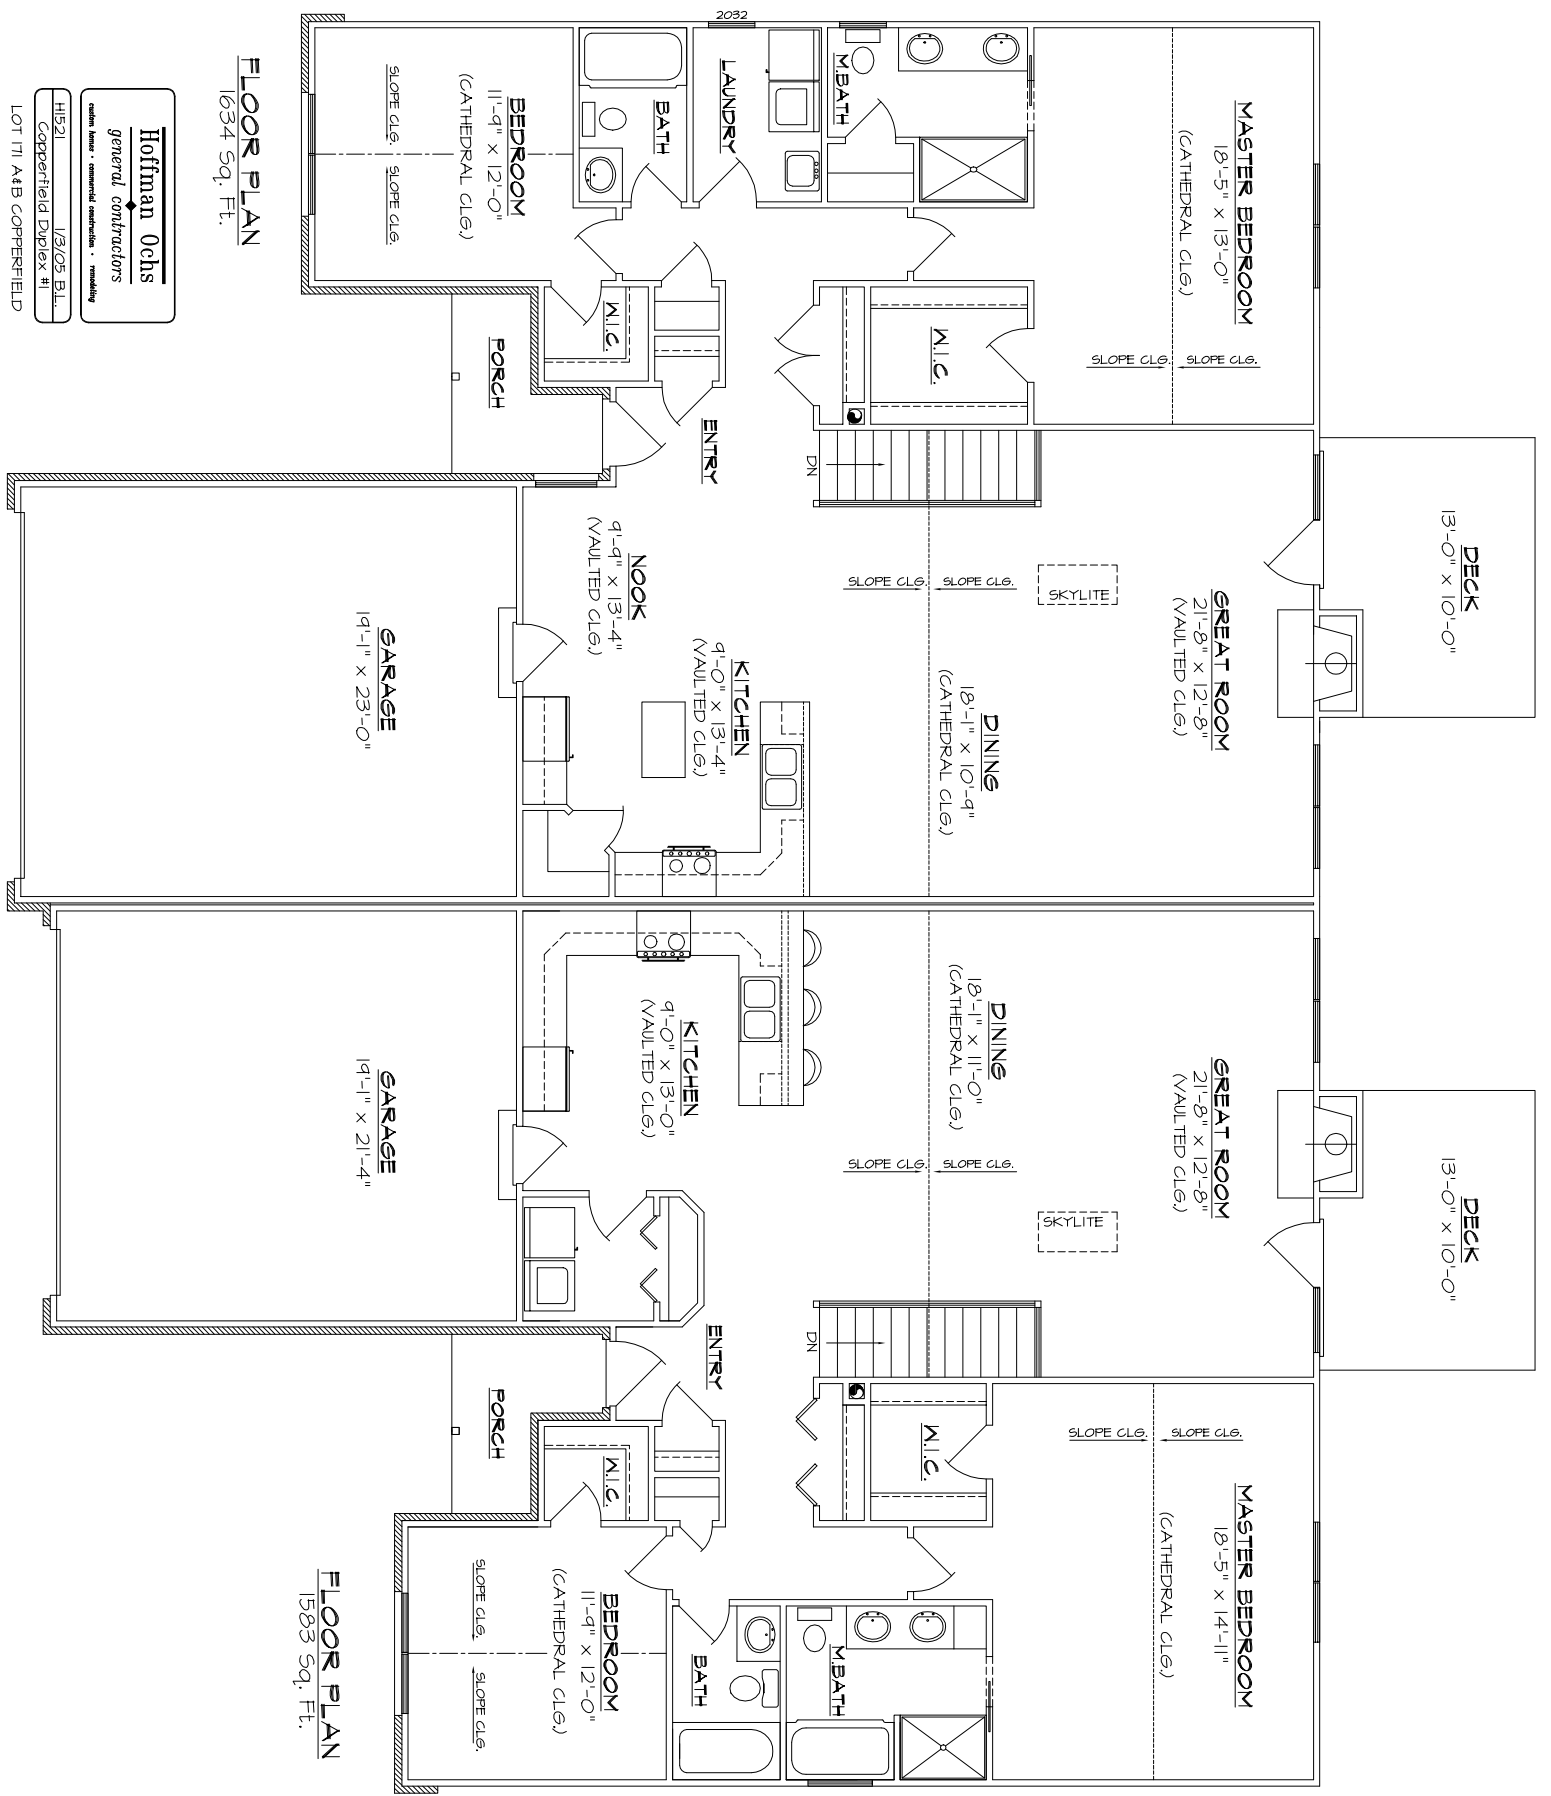 2032
MASTER BEDROOM
18'-5" x 13'-0"
(CATHEDRAL CLG.)
SLOPE CLG.
SLOPE CLG.
M.BATH
LAUNDRY
BATH
BEDROOM
11'-9" x 12'-0"
(CATHEDRAL CLG.)
SLOPE CLG.
SLOPE CLG.
FLOOR PLAN
1634 Sq. Ft.
Hoffman Ochs
general contractors
custom homes • commercial construction • remodeling
H1521 1/3/05 B.L.
Copperfield Duplex #1
LOT 171 A&B COPPERFIELD
W.I.C.
W.I.C.
PORCH
ENTRY
DN
DECK
13'-0" x 10'-0"
GREAT ROOM
21'-8" x 12'-8"
(VAULTED CLG.)
SKYLITE
SLOPE CLG.
SLOPE CLG.
DINING
18'-1" x 10'-9"
(CATHEDRAL CLG.)
KITCHEN
9'-0" x 13'-4"
(VAULTED CLG.)
NOOK
9'-9" x 13'-4"
(VAULTED CLG.)
GARAGE
19'-1" x 23'-0"
DECK
13'-0" x 10'-0"
GREAT ROOM
21'-8" x 12'-8"
(VAULTED CLG.)
SKYLITE
SLOPE CLG.
SLOPE CLG.
DINING
18'-1" x 11'-0"
(CATHEDRAL CLG.)
KITCHEN
9'-0" x 13'-0"
(VAULTED CLG.)
GARAGE
19'-1" x 21'-4"
ENTRY
DN
PORCH
W.I.C.
W.I.C.
MASTER BEDROOM
18'-5" x 14'-11"
(CATHEDRAL CLG.)
SLOPE CLG.
SLOPE CLG.
M.BATH
BATH
BEDROOM
11'-9" x 12'-0"
(CATHEDRAL CLG.)
SLOPE CLG.
SLOPE CLG.
FLOOR PLAN
1583 Sq. Ft.